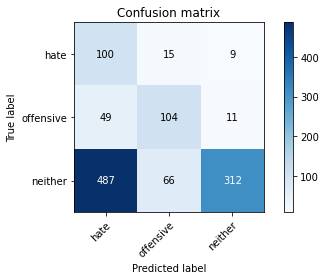 Confusion matrix
hate 100 15 9
offensive 49 104 11
neither 487 66 312
hate offensive neither
True label
Predicted label
400
300
200
100